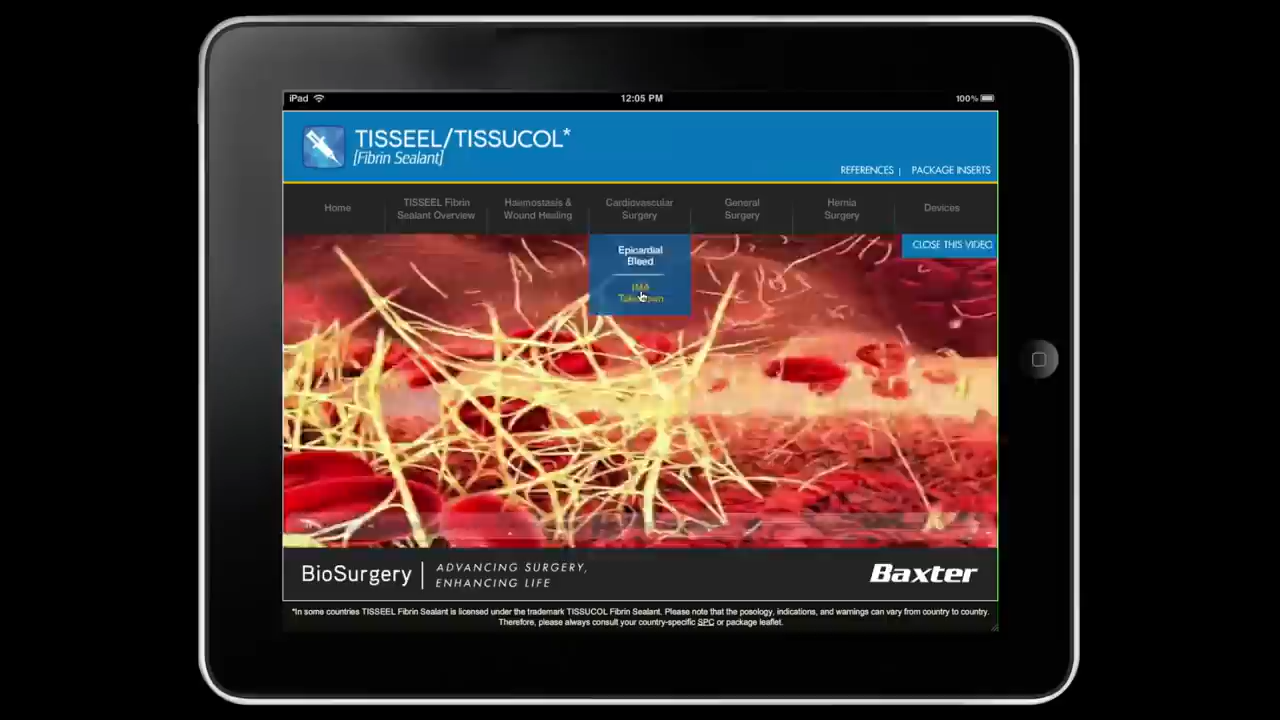 iPad
12:05 PM
100%
TISSEEL/TISSUCOL*
[Fibrin Sealant]
REFERENCES | PACKAGE INSERTS
Home
TISSEEL Fibrin
Sealant Overview
Haemostasis &
Wound Healing
Cardiovascular
Surgery
General
Surgery
Hernia
Surgery
Devices
Epicardial
Bleed
IMA
Takedown
CLOSE THIS VIDEO
BioSurgery
ADVANCING SURGERY,
ENHANCING LIFE
Baxter
*In some countries TISSEEL Fibrin Sealant is licensed under the trademark TISSUCOL Fibrin Sealant. Please note that the posology, indications, and warnings can vary from country to country.
Therefore, please always consult your country-specific SPC or package leaflet.